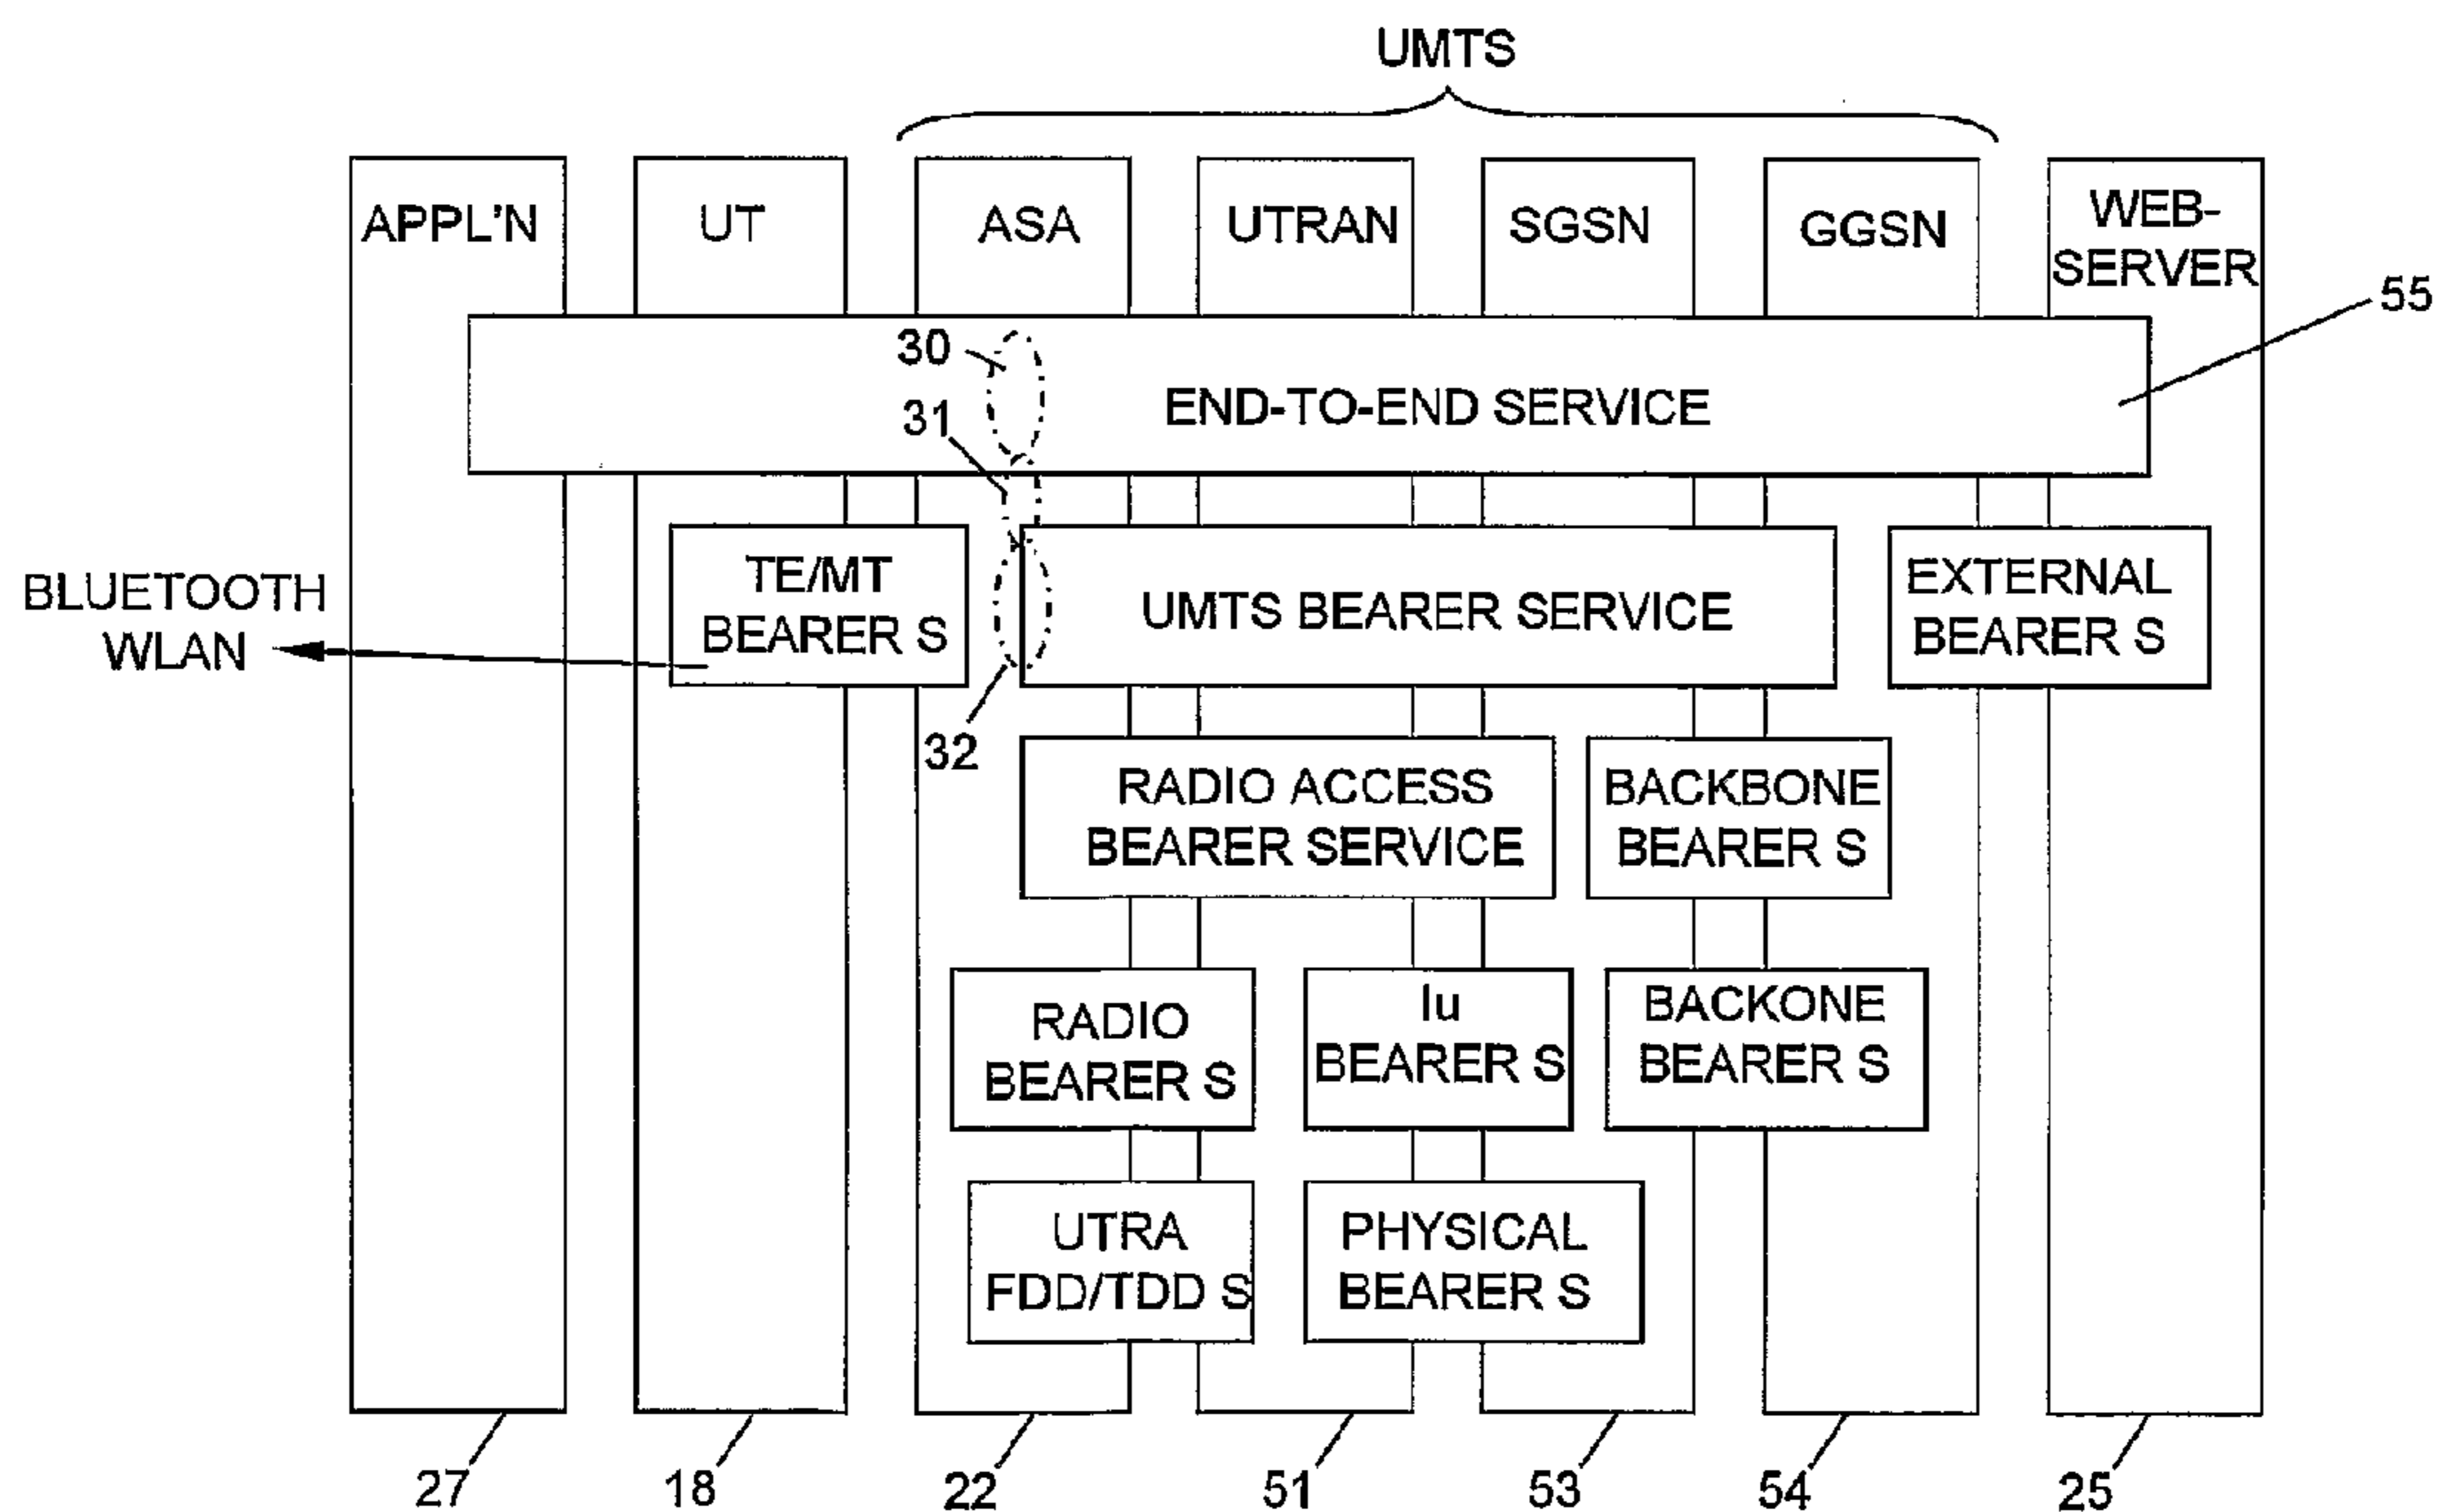 UMTS
APPL'N
UT
ASA
UTRAN
SGSN
GGSN
WEB-
SERVER
55
30
END-TO-END SERVICE
31
BLUETOOTH
WLAN
TE/MT
BEARER S
UMTS BEARER SERVICE
EXTERNAL
BEARER S
32
RADIO ACCESS
BEARER SERVICE
BACKBONE
BEARER S
RADIO
BEARER S
Iu
BEARER S
BACKONE
BEARER S
UTRA
FDD/TDD S
PHYSICAL
BEARER S
27
18
22
51
53
54
25